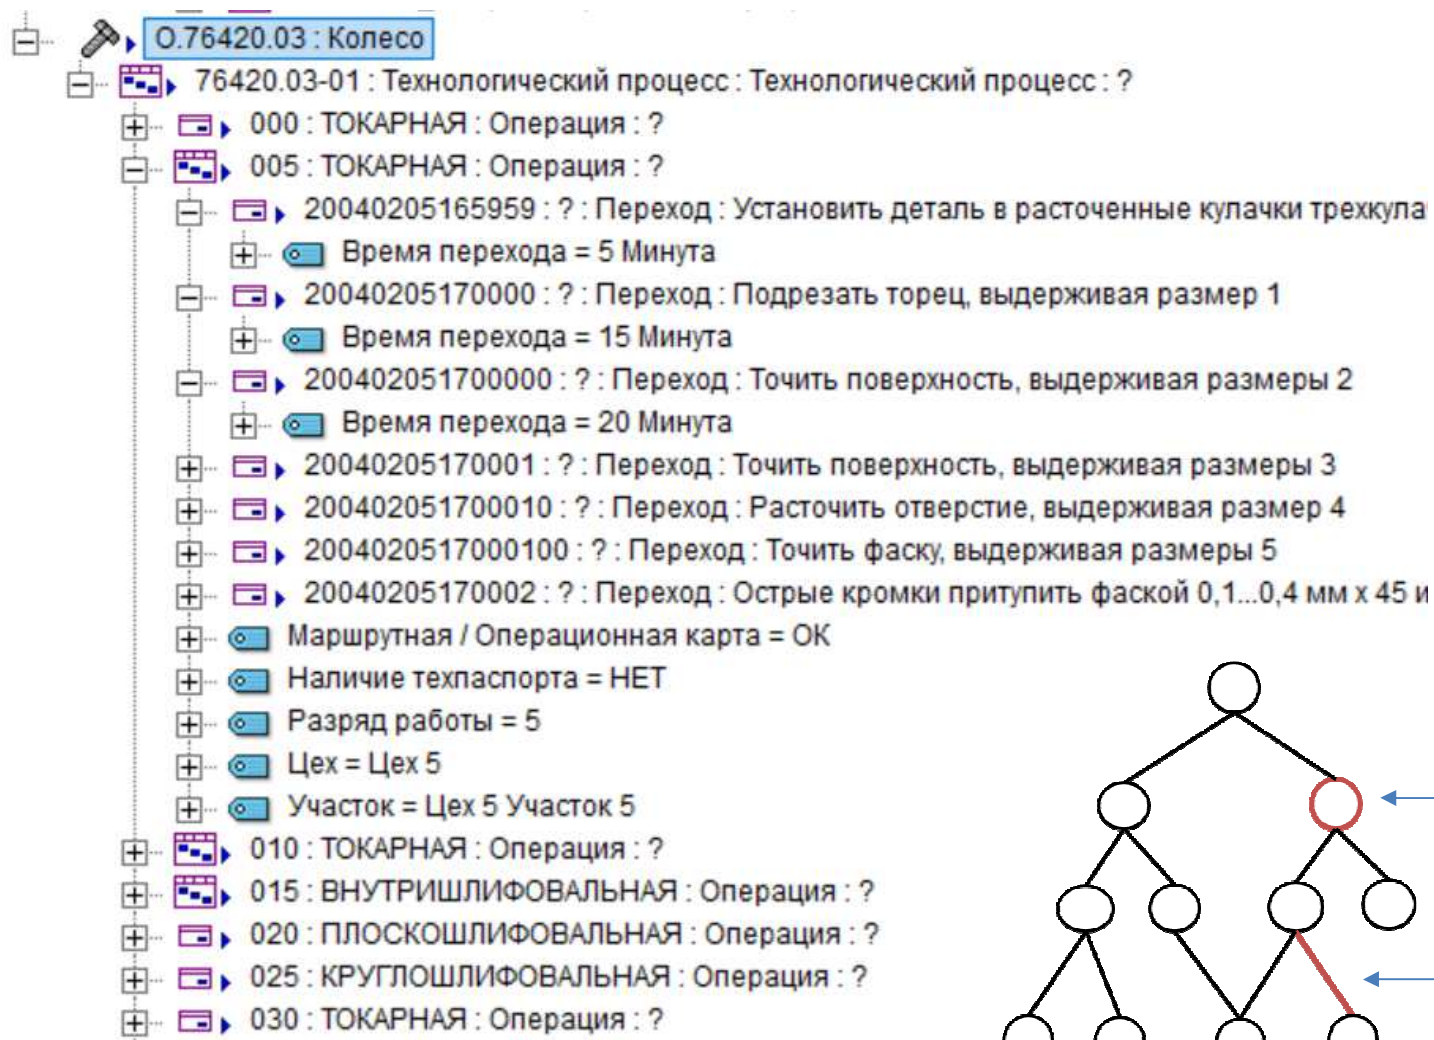 О.76420.03 : Колесо
76420.03-01 : Технологический процесс : Технологический процесс : ?
000 : ТОКАРНАЯ : Операция : ?
005 : ТОКАРНАЯ : Операция : ?
20040205165959 : ? : Переход : Установить деталь в расточенные кулачки трехкула
Время перехода = 5 Минута
20040205170000 : ? : Переход : Подрезать торец, выдерживая размер 1
Время перехода = 15 Минута
200402051700000 : ? : Переход : Точить поверхность, выдерживая размеры 2
Время перехода = 20 Минута
20040205170001 : ? : Переход : Точить поверхность, выдерживая размеры 3
200402051700010 : ? : Переход : Расточить отверстие, выдерживая размер 4
2004020517000100 : ? : Переход : Точить фаску, выдерживая размеры 5
20040205170002 : ? : Переход : Острые кромки притупить фаской 0,1...0,4 мм x 45 и
Маршрутная / Операционная карта = ОК
Наличие техпаспорта = НЕТ
Разряд работы = 5
Цех = Цех 5
Участок = Цех 5 Участок 5
010 : ТОКАРНАЯ : Операция : ?
015 : ВНУТРИШЛИФОВАЛЬНАЯ : Операция : ?
020 : ПЛОСКОШЛИФОВАЛЬНАЯ : Операция : ?
025 : КРУГЛОШЛИФОВАЛЬНАЯ : Операция : ?
030 : ТОКАРНАЯ : Операция : ?